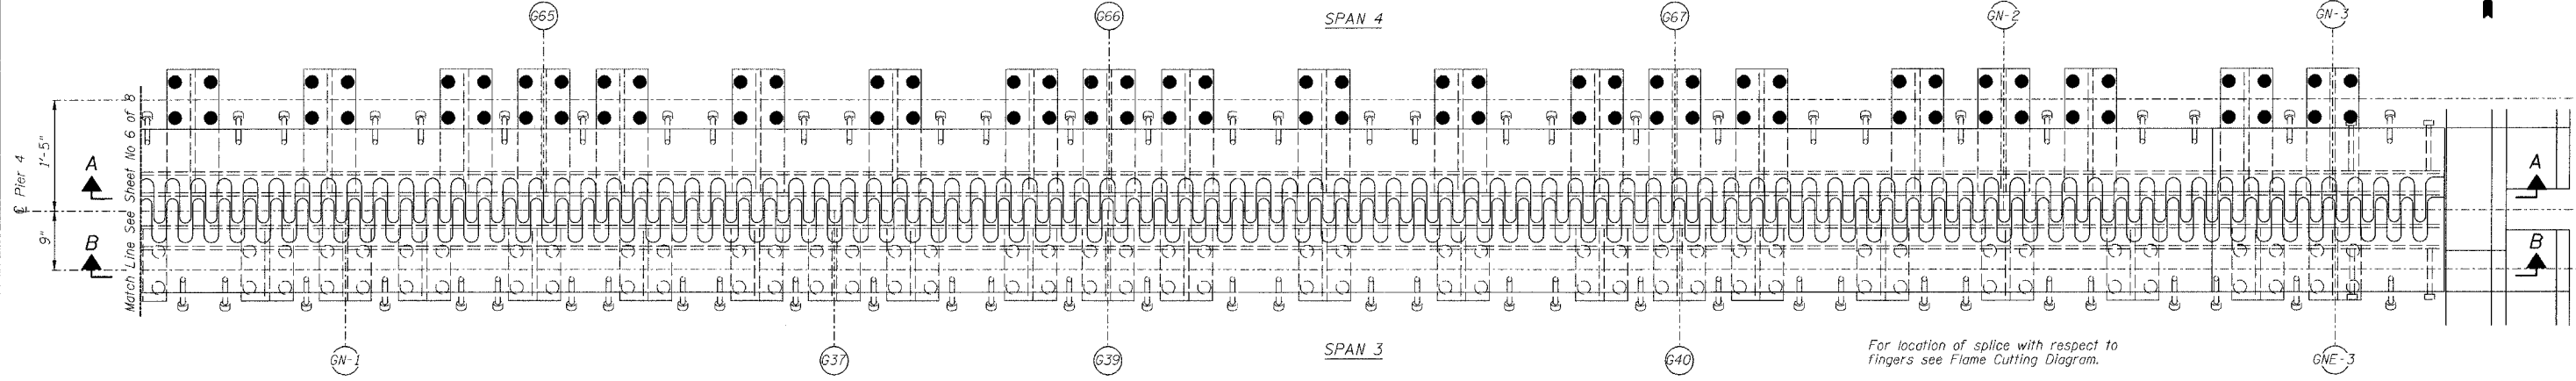 G65
G66
SPAN 4
G67
GN-2
GN-3
℄ Pier 4
1'-5"
9"
A
B
Match Line See Sheet No 6 of 8
A
B
GN-1
G37
G39
SPAN 3
G40
For location of splice with respect to
fingers see Flame Cutting Diagram.
GNE-3